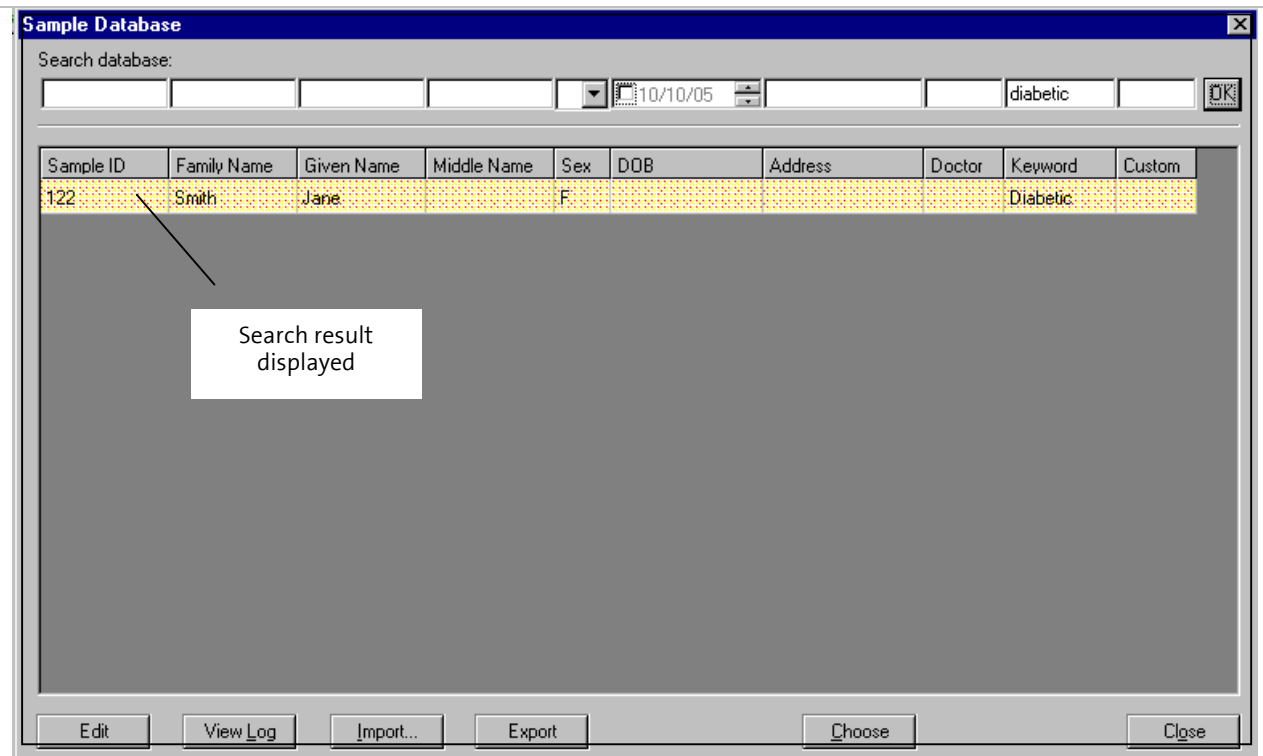 Sample Database
Search database:
10/10/05 diabetic OK
Sample ID Family Name Given Name Middle Name Sex DOB Address Doctor Keyword Custom
122 Smith Jane F Diabetic
Search result
displayed
Edit View Log Import... Export Choose Close